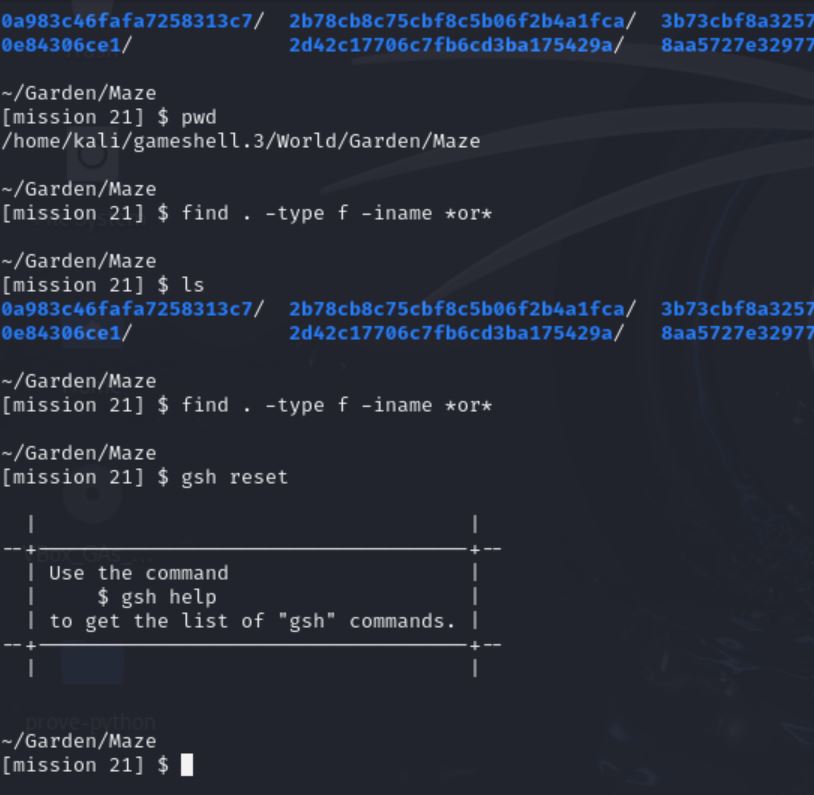 0a983c46fafa7258313c7/  2b78cb8c75cbf8c5b06f2b4a1fca/  3b73cbf8a3257
0e84306ce1/             2d42c17706c7fb6cd3ba175429a/   8aa5727e32977
~/Garden/Maze
[mission 21] $ pwd
/home/kali/gameshell.3/World/Garden/Maze
~/Garden/Maze
[mission 21] $ find . -type f -iname *or*
~/Garden/Maze
[mission 21] $ ls
0a983c46fafa7258313c7/  2b78cb8c75cbf8c5b06f2b4a1fca/  3b73cbf8a3257
0e84306ce1/             2d42c17706c7fb6cd3ba175429a/   8aa5727e32977
~/Garden/Maze
[mission 21] $ find . -type f -iname *or*
~/Garden/Maze
[mission 21] $ gsh reset
Use the command
$ gsh help
to get the list of "gsh" commands.
prove-python
~/Garden/Maze
[mission 21] $